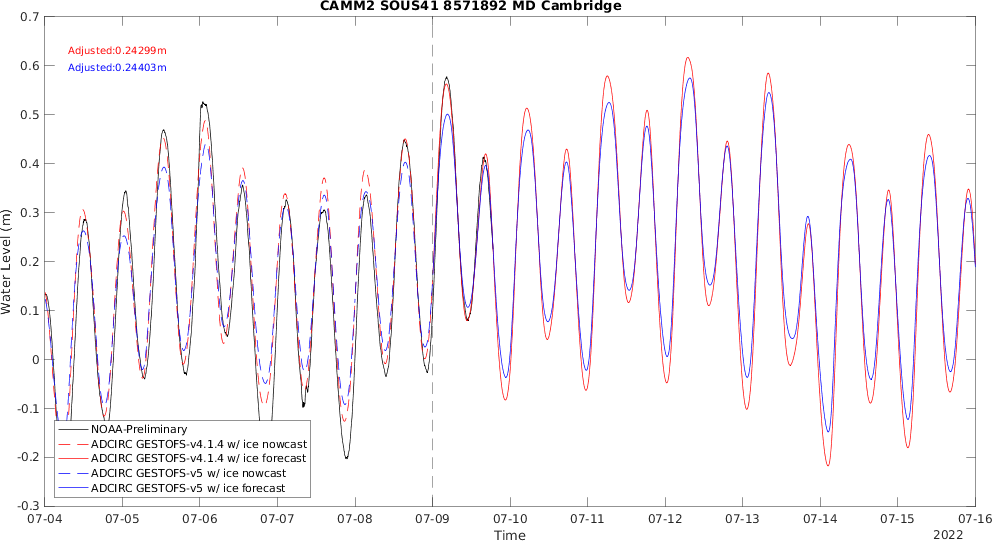 CAMM2 SOUS41 8571892 MD Cambridge
0.7
Adjusted:0.24299m
0.6
Adjusted:0.24403m
0.5
0.4
0.3
0.2
0.1
0
-0.1
-0.2
-0.3
Water Level (m)
NOAA-Preliminary
ADCIRC GESTOFS-v4.1.4 w/ ice nowcast
ADCIRC GESTOFS-v4.1.4 w/ ice forecast
ADCIRC GESTOFS-v5 w/ ice nowcast
ADCIRC GESTOFS-v5 w/ ice forecast
07-04 07-05 07-06 07-07 07-08 07-09 07-10 07-11 07-12 07-13 07-14 07-15 07-16
Time
2022